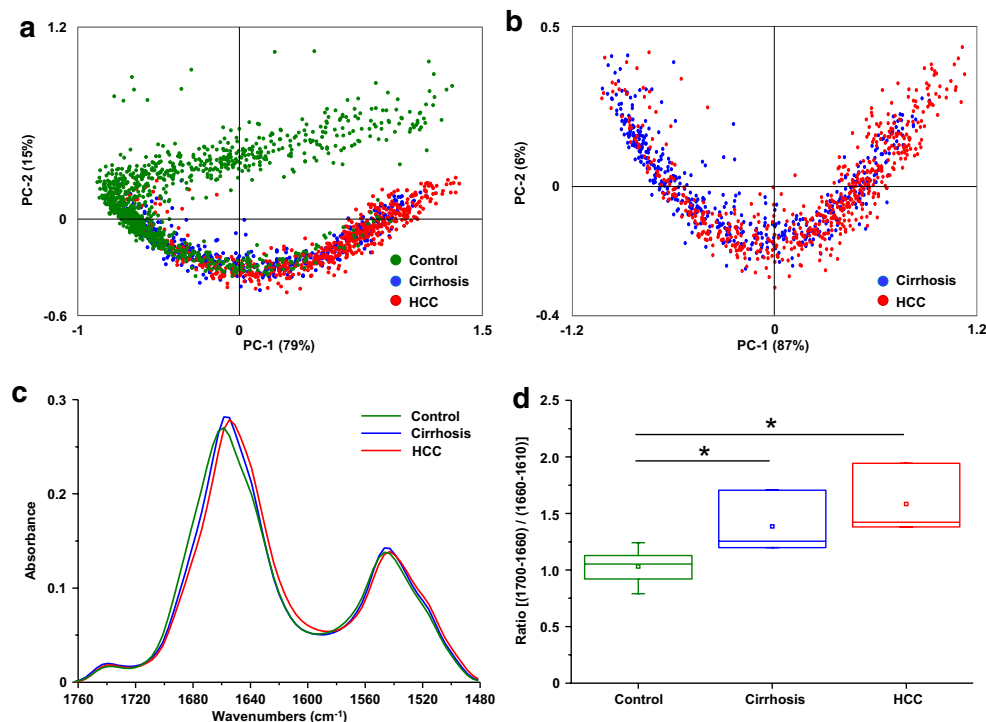 a
1.2
PC-2 (15%)
0
-0.6
-1
0
1.5
PC-1 (79%)
Control
Cirrhosis
HCC
b
0.5
PC-2 (6%)
0
-0.4
-1.2
0
1.2
PC-1 (87%)
Cirrhosis
HCC
c
0.3
0.2
0.1
0
Absorbance
1760
1720
1680
1640
1600
1560
1520
1480
Wavenumbers (cm-1)
Control
Cirrhosis
HCC
d
2.5
2.0
1.5
1.0
0.5
0
Ratio [(1700-1660) / (1660-1610)]
*
*
Control
Cirrhosis
HCC